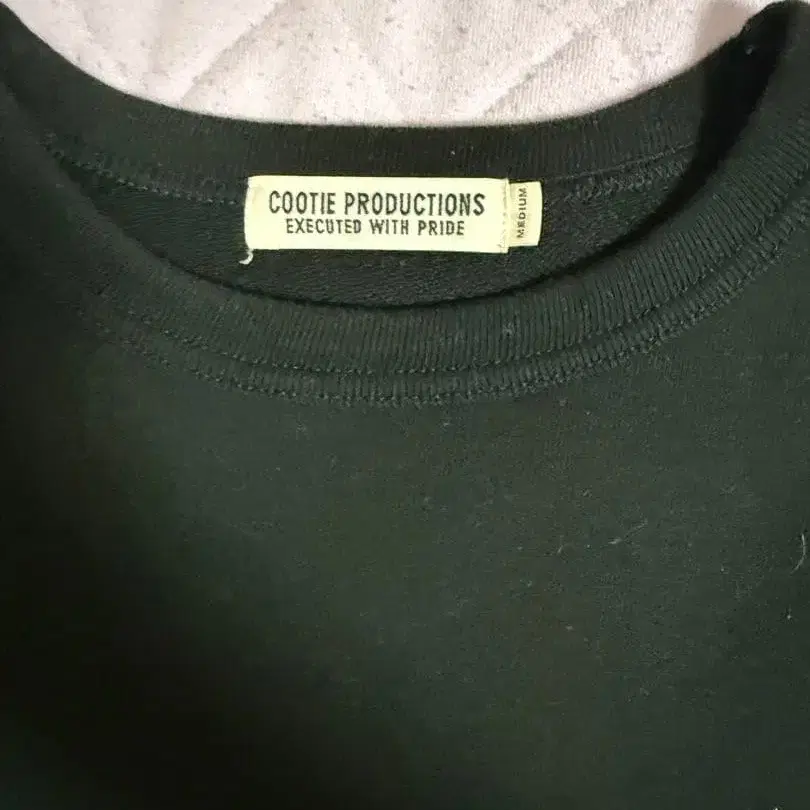 COOTIE PRODUCTIONS
EXECUTED WITH PRIDE
MEDIUM